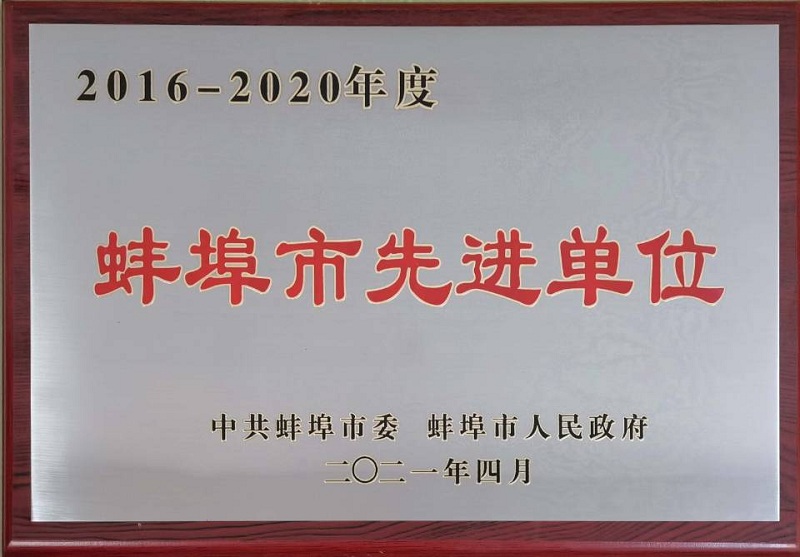 2016-2020年度
蚌埠市先进单位
中共蚌埠市委 蚌埠市人民政府
二〇二一年四月